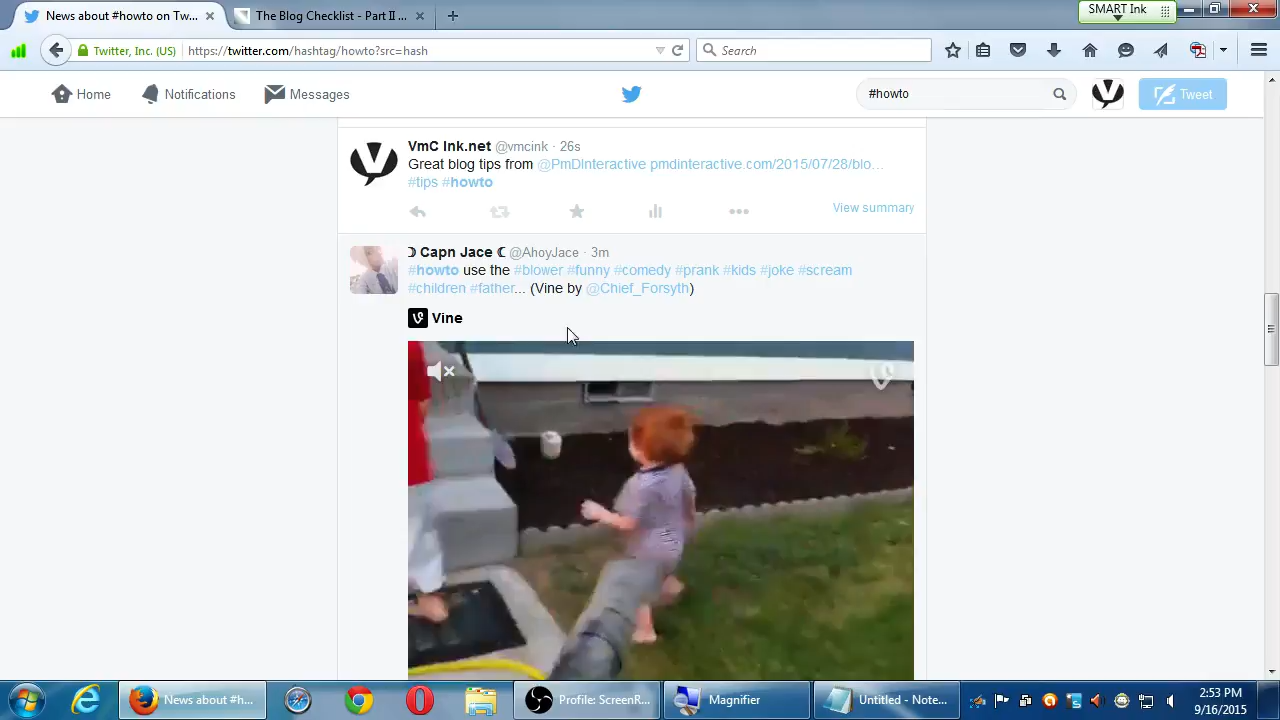 News about #howto on Tw...
The Blog Checklist - Part II ...
SMART Ink
Twitter, Inc. (US)
https://twitter.com/hashtag/howto?src=hash
Search
Home
Notifications
Messages
#howto
Tweet
VmC Ink.net @vmcink · 26s
Great blog tips from @PmDInteractive pmdinteractive.com/2015/07/28/blo...
#tips #howto
View summary
Capn Jace @AhoyJace · 3m
#howto use the #blower #funny #comedy #prank #kids #joke #scream
#children #father... (Vine by @Chief_Forsyth)
Vine
News about #h...
Profile: ScreenR...
Magnifier
Untitled - Note...
2:53 PM
9/16/2015